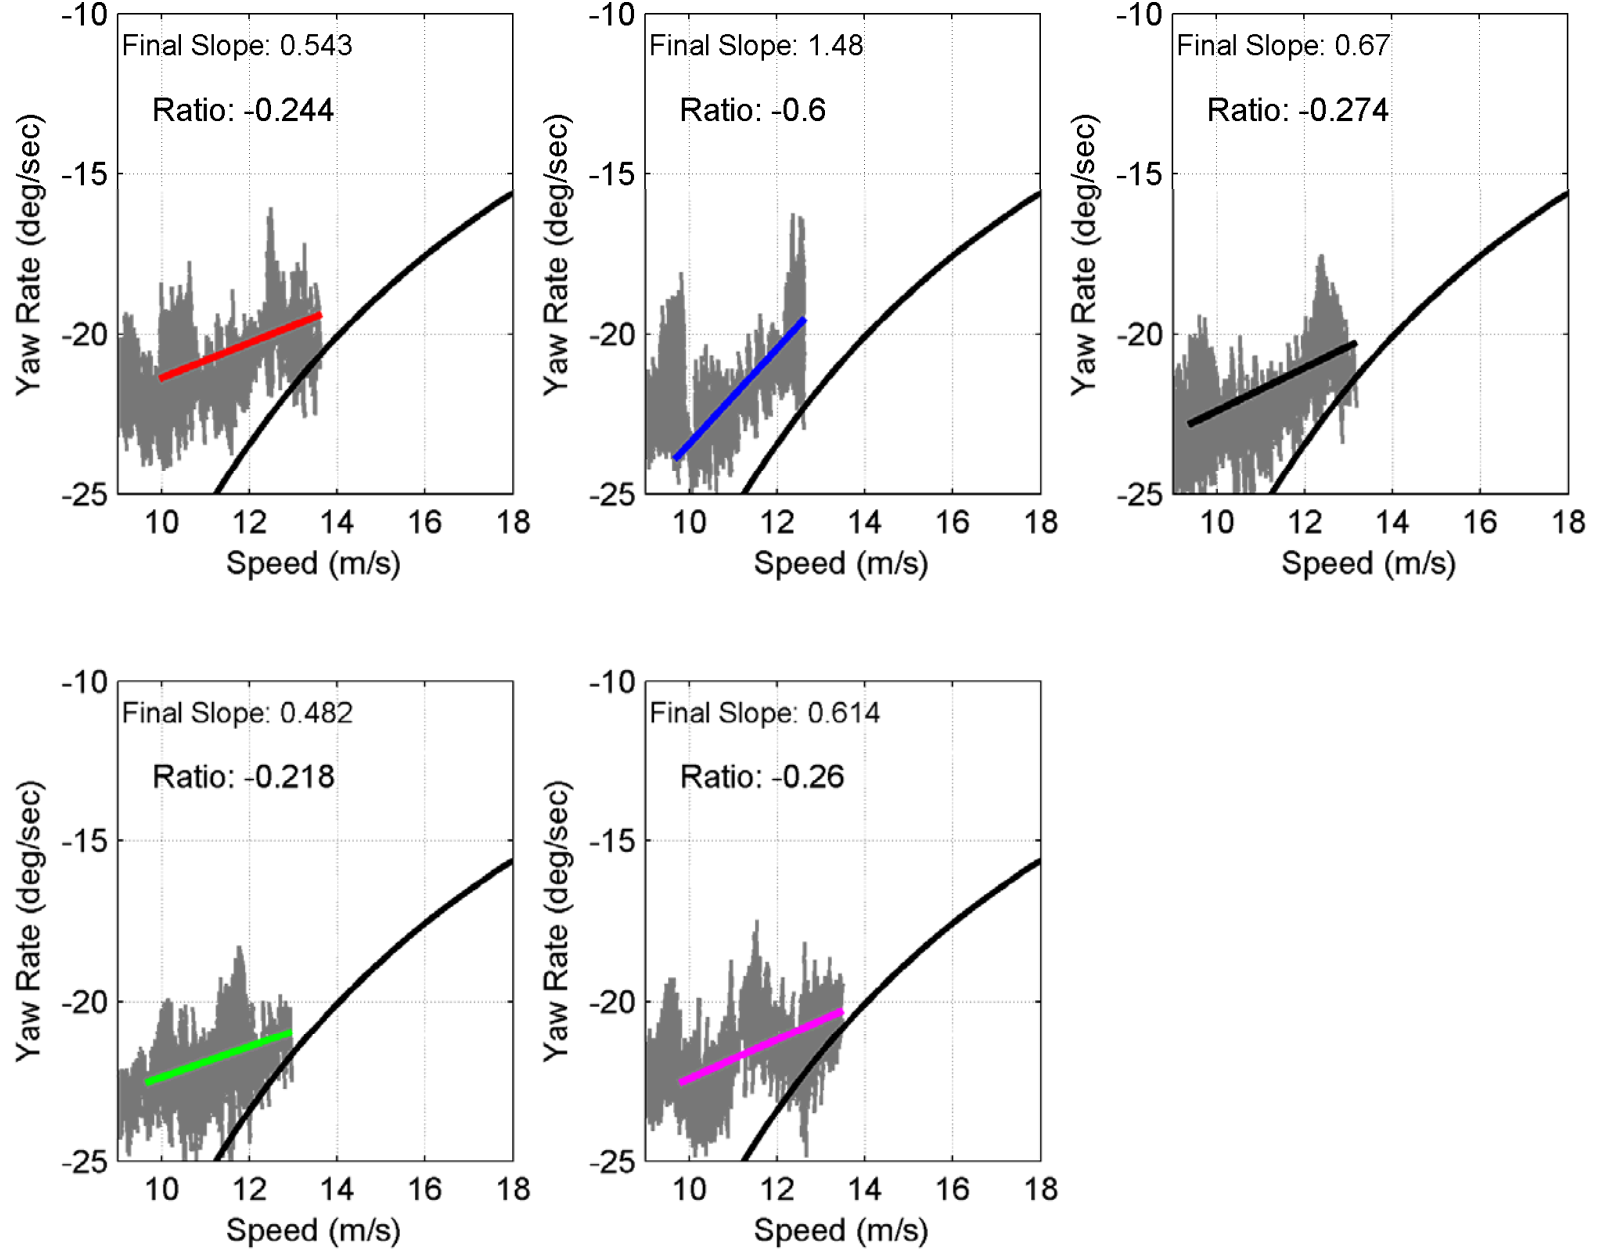 -10
-15
-20
-25
Yaw Rate (deg/sec)
Final Slope: 0.543
Ratio: -0.244
10 12 14 16 18
Speed (m/s)
-10
-15
-20
-25
Yaw Rate (deg/sec)
Final Slope: 1.48
Ratio: -0.6
10 12 14 16 18
Speed (m/s)
-10
-15
-20
-25
Yaw Rate (deg/sec)
Final Slope: 0.67
Ratio: -0.274
10 12 14 16 18
Speed (m/s)
-10
-15
-20
-25
Yaw Rate (deg/sec)
Final Slope: 0.482
Ratio: -0.218
10 12 14 16 18
Speed (m/s)
-10
-15
-20
-25
Yaw Rate (deg/sec)
Final Slope: 0.614
Ratio: -0.26
10 12 14 16 18
Speed (m/s)